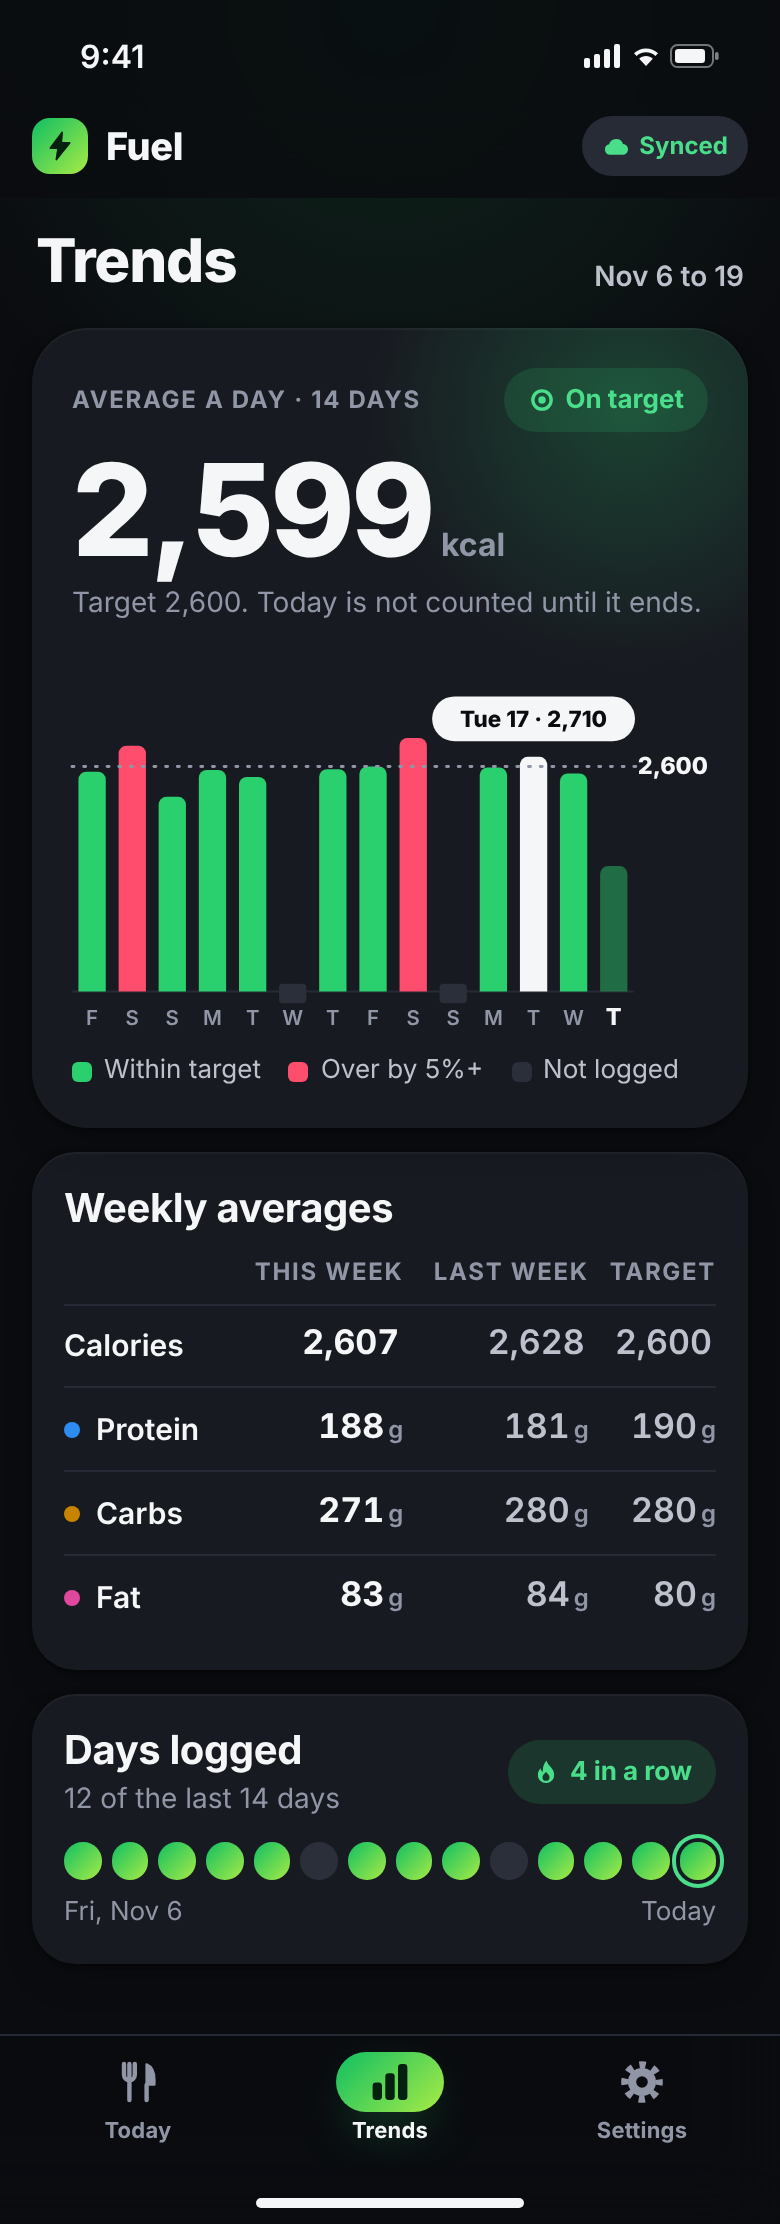 9:41
Fuel
Synced
Trends
Nov 6 to 19
AVERAGE A DAY · 14 DAYS
On target
2,599 kcal
Target 2,600. Today is not counted until it ends.
Tue 17 · 2,710
2,600
F S S M T W T F S S M T W T
Within target Over by 5%+ Not logged
Weekly averages
THIS WEEK LAST WEEK TARGET
Calories 2,607 2,628 2,600
Protein 188 g 181 g 190 g
Carbs 271 g 280 g 280 g
Fat 83 g 84 g 80 g
Days logged
12 of the last 14 days
4 in a row
Fri, Nov 6 Today
Today Trends Settings